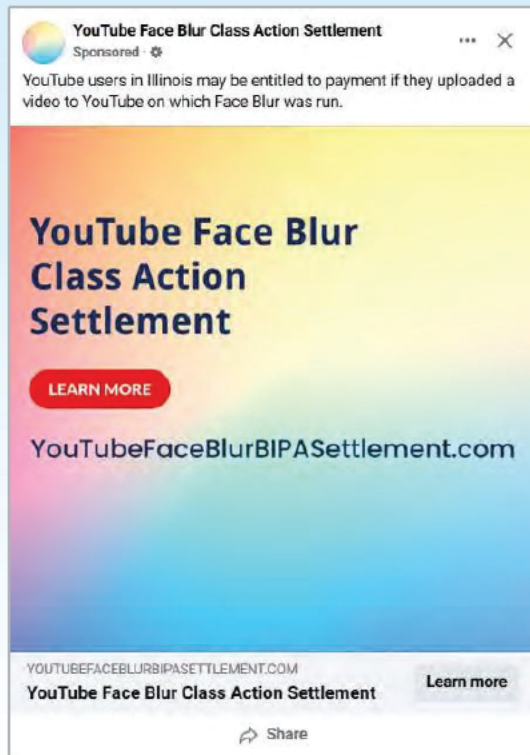 YouTube Face Blur Class Action Settlement
Sponsored ·
YouTube users in Illinois may be entitled to payment if they uploaded a
video to YouTube on which Face Blur was run.
YouTube Face Blur
Class Action
Settlement
LEARN MORE
YouTubeFaceBlurBIPASettlement.com
YOUTUBEFACEBLURBIPASETTLEMENT.COM
YouTube Face Blur Class Action Settlement
Learn more
Share